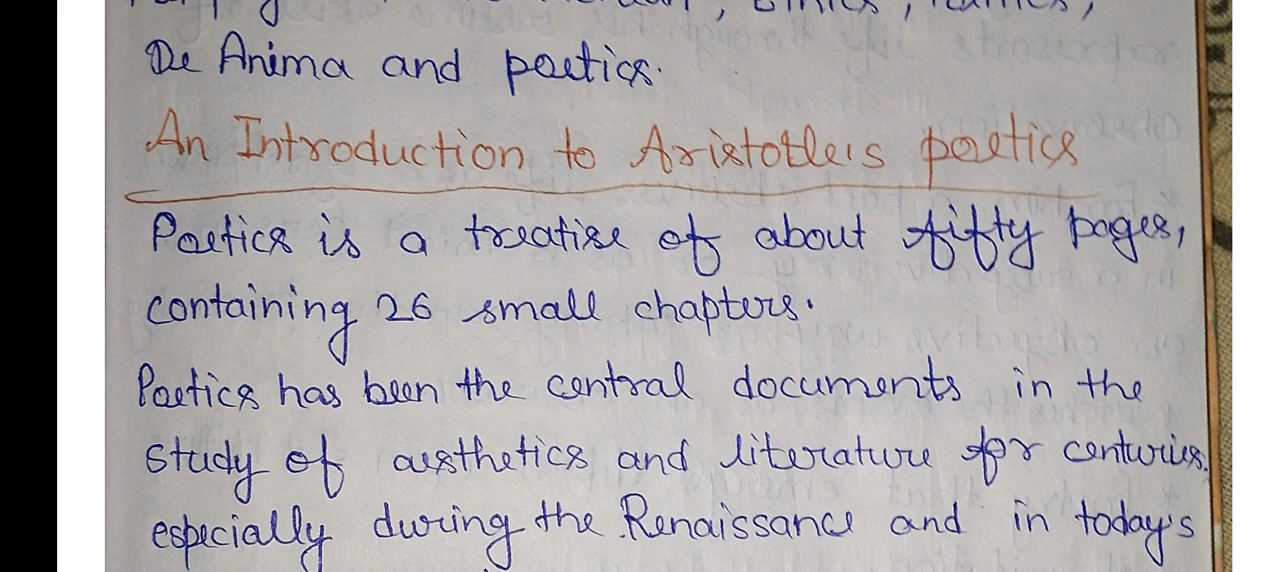 , Ethics,
De Anima and poetics.
An Introduction to Aristotle's poetics
Poetics is a treatise of about fifty pages,
containing 26 small chapters.
Poetics has been the central documents in the
study of aesthetics and literature for centuries,
especially during the Renaissance and in today's